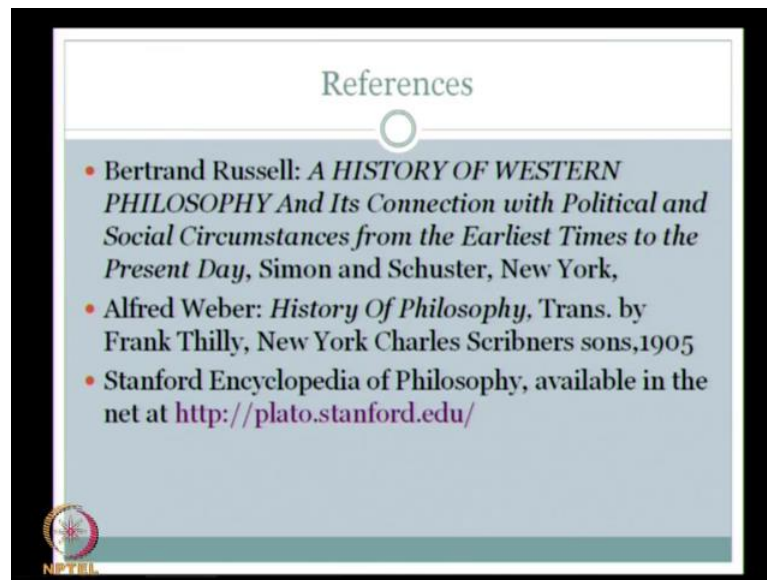 References
• Bertrand Russell: A HISTORY OF WESTERN
PHILOSOPHY And Its Connection with Political and
Social Circumstances from the Earliest Times to the
Present Day, Simon and Schuster, New York,
• Alfred Weber: History Of Philosophy, Trans. by
Frank Thilly, New York Charles Scribners sons,1905
• Stanford Encyclopedia of Philosophy, available in the
net at http://plato.stanford.edu/
NPTEL